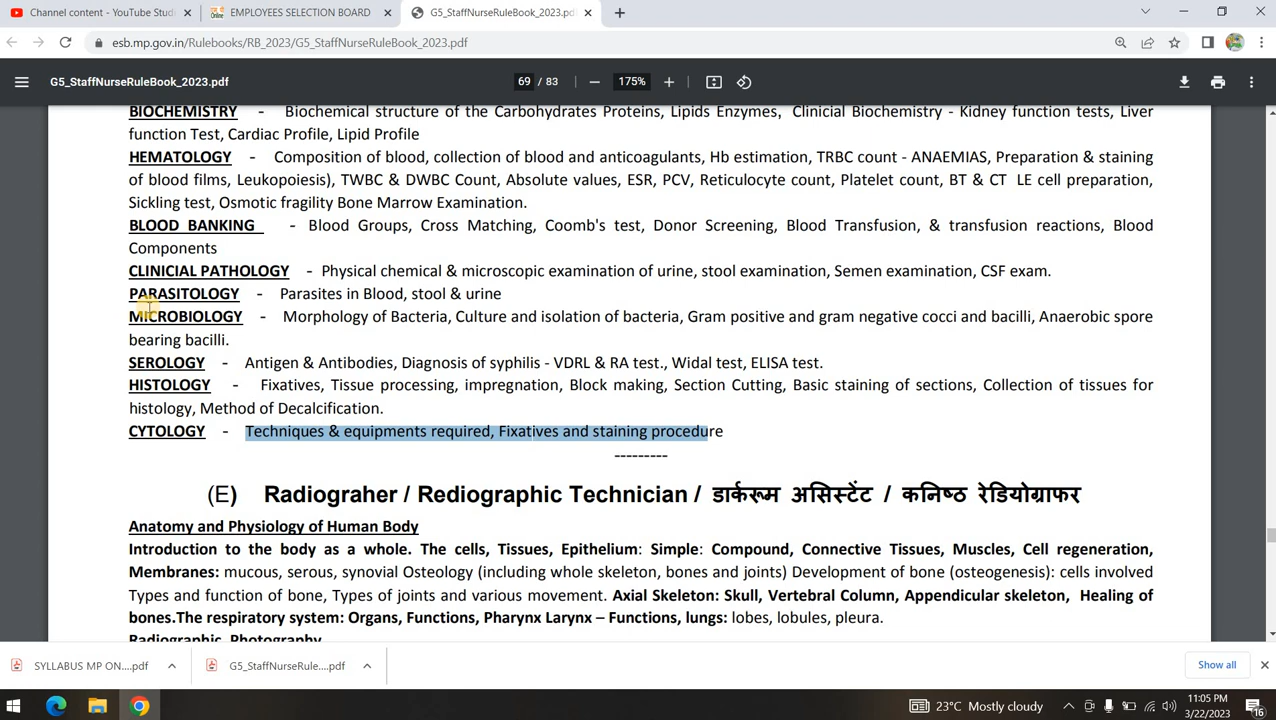 Channel content - YouTube Studi
EMPLOYEES SELECTION BOARD
G5_StaffNurseRuleBook_2023.pdf
esb.mp.gov.in/Rulebooks/RB_2023/G5_StaffNurseRuleBook_2023.pdf
G5_StaffNurseRuleBook_2023.pdf
69 / 83
175%
BIOCHEMISTRY - Biochemical structure of the Carbohydrates Proteins, Lipids Enzymes, Clinicial Biochemistry - Kidney function tests, Liver
function Test, Cardiac Profile, Lipid Profile
HEMATOLOGY - Composition of blood, collection of blood and anticoagulants, Hb estimation, TRBC count - ANAEMIAS, Preparation & staining
of blood films, Leukopoiesis), TWBC & DWBC Count, Absolute values, ESR, PCV, Reticulocyte count, Platelet count, BT & CT LE cell preparation,
Sickling test, Osmotic fragility Bone Marrow Examination.
BLOOD BANKING - Blood Groups, Cross Matching, Coomb's test, Donor Screening, Blood Transfusion, & transfusion reactions, Blood
Components
CLINICIAL PATHOLOGY - Physical chemical & microscopic examination of urine, stool examination, Semen examination, CSF exam.
PARASITOLOGY - Parasites in Blood, stool & urine
MICROBIOLOGY - Morphology of Bacteria, Culture and isolation of bacteria, Gram positive and gram negative cocci and bacilli, Anaerobic spore
bearing bacilli.
SEROLOGY - Antigen & Antibodies, Diagnosis of syphilis - VDRL & RA test., Widal test, ELISA test.
HISTOLOGY - Fixatives, Tissue processing, impregnation, Block making, Section Cutting, Basic staining of sections, Collection of tissues for
histology, Method of Decalcification.
CYTOLOGY - Techniques & equipments required, Fixatives and staining procedure
---------
(E) Radiograher / Rediographic Technician / डार्करूम असिस्टेंट / कनिष्ठ रेडियोग्राफर
Anatomy and Physiology of Human Body
Introduction to the body as a whole. The cells, Tissues, Epithelium: Simple: Compound, Connective Tissues, Muscles, Cell regeneration,
Membranes: mucous, serous, synovial Osteology (including whole skeleton, bones and joints) Development of bone (osteogenesis): cells involved
Types and function of bone, Types of joints and various movement. Axial Skeleton: Skull, Vertebral Column, Appendicular skeleton, Healing of
bones.The respiratory system: Organs, Functions, Pharynx Larynx – Functions, lungs: lobes, lobules, pleura.
Radiographic Photography
SYLLABUS MP ON....pdf
G5_StaffNurseRule....pdf
Show all
23°C Mostly cloudy
11:05 PM
3/22/2023
16